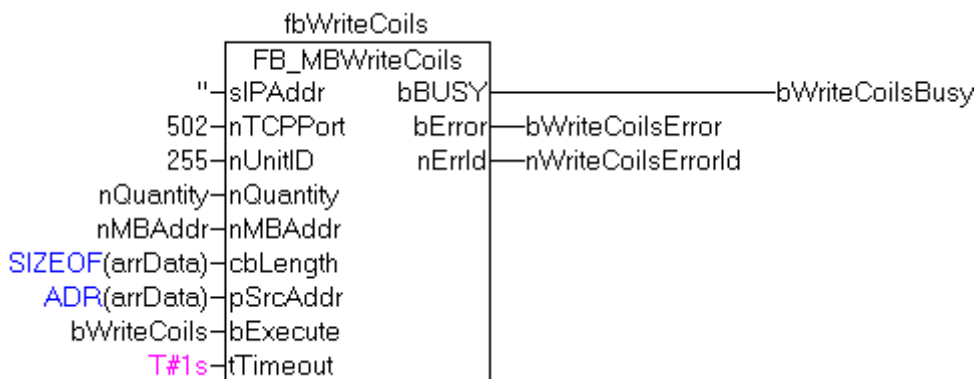 fbWriteCoils
FB_MBWriteCoils
'' sIPAddr bBUSY bWriteCoilsBusy
502 nTCPPort bError bWriteCoilsError
255 nUnitID nErrId nWriteCoilsErrorId
nQuantity nQuantity
nMBAddr nMBAddr
SIZEOF(arrData) cbLength
ADR(arrData) pSrcAddr
bWriteCoils bExecute
T#1s tTimeout